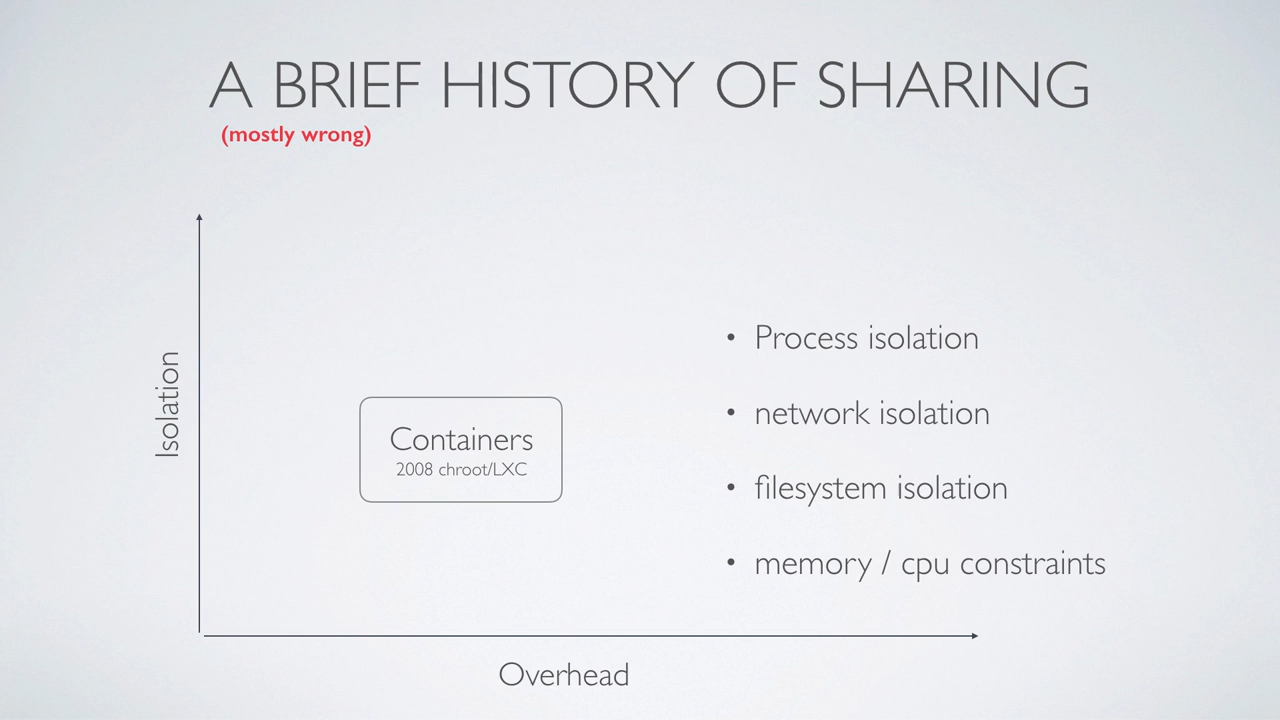 A BRIEF HISTORY OF SHARING
(mostly wrong)
Isolation
Containers
2008 chroot/LXC
• Process isolation
• network isolation
• filesystem isolation
• memory / cpu constraints
Overhead